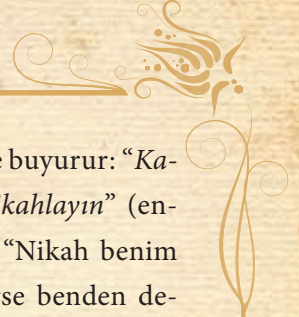 e buyurur: “Ka-
kahlayın” (en-
“Nikah benim
se benden de-